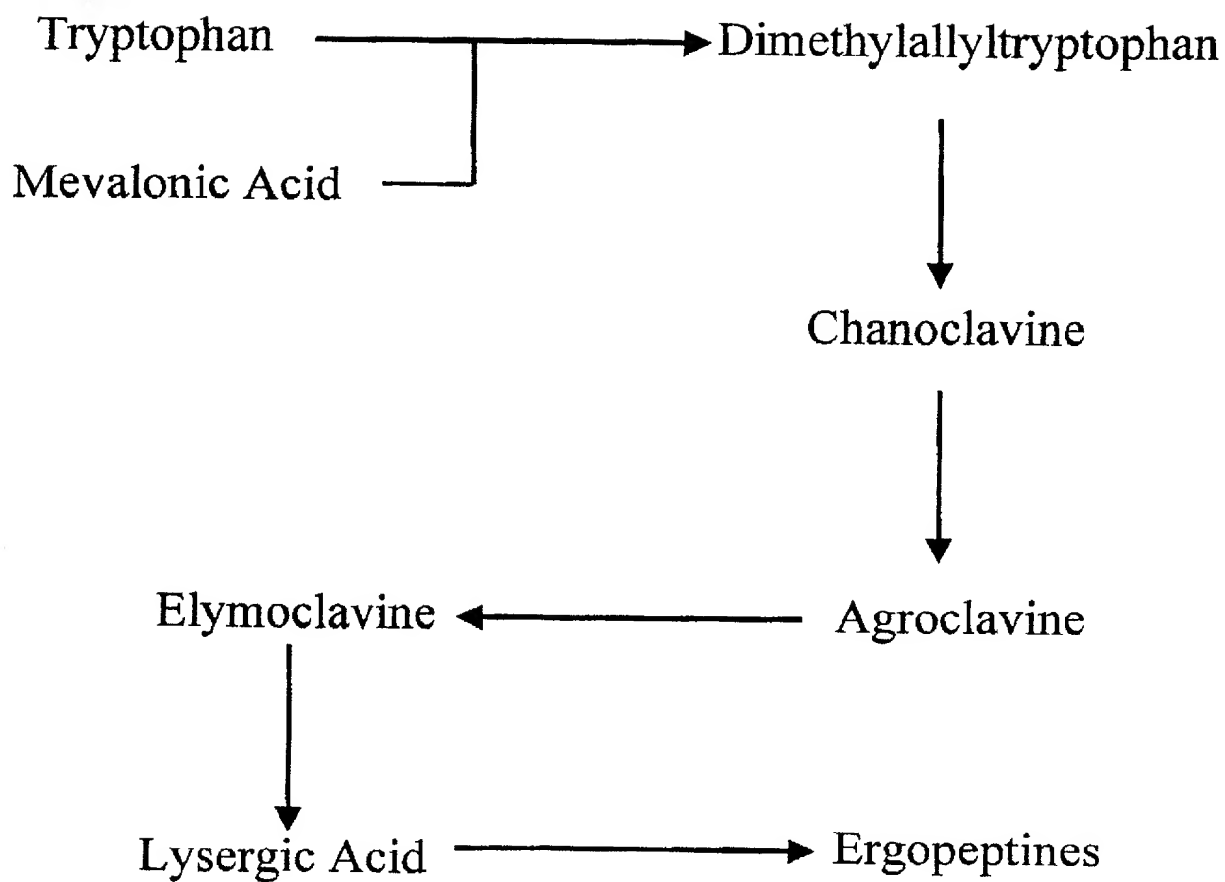 Tryptophan
Dimethylallyltryptophan
Mevalonic Acid
Chanoclavine
Elymoclavine
Agroclavine
Lysergic Acid
Ergopeptines